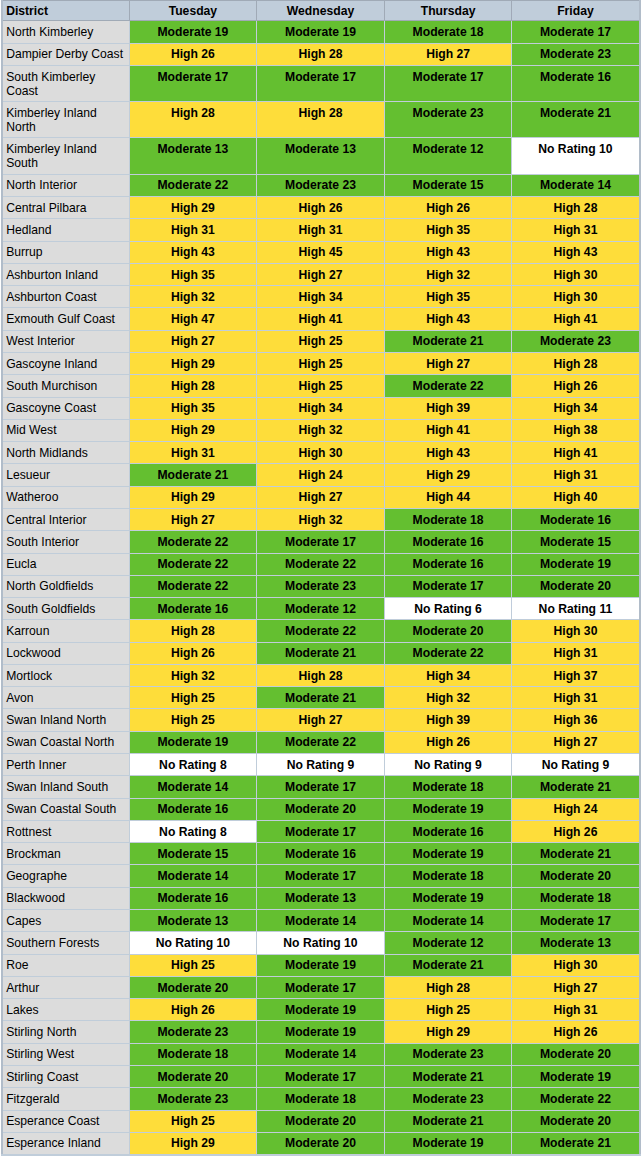 District Tuesday Wednesday Thursday Friday
North Kimberley Moderate 19 Moderate 19 Moderate 18 Moderate 17
Dampier Derby Coast High 26 High 28 High 27 Moderate 23
South Kimberley Moderate 17 Moderate 17 Moderate 17 Moderate 16
Coast
Kimberley Inland High 28 High 28 Moderate 23 Moderate 21
North
Kimberley Inland Moderate 13 Moderate 13 Moderate 12 No Rating 10
South
North Interior Moderate 22 Moderate 23 Moderate 15 Moderate 14
Central Pilbara High 29 High 26 High 26 High 28
Hedland High 31 High 31 High 35 High 31
Burrup High 43 High 45 High 43 High 43
Ashburton Inland High 35 High 27 High 32 High 30
Ashburton Coast High 32 High 34 High 35 High 30
Exmouth Gulf Coast High 47 High 41 High 43 High 41
West Interior High 27 High 25 Moderate 21 Moderate 23
Gascoyne Inland High 29 High 25 High 27 High 28
South Murchison High 28 High 25 Moderate 22 High 26
Gascoyne Coast High 35 High 34 High 39 High 34
Mid West High 29 High 32 High 41 High 38
North Midlands High 31 High 30 High 43 High 41
Lesueur Moderate 21 High 24 High 29 High 31
Watheroo High 29 High 27 High 44 High 40
Central Interior High 27 High 32 Moderate 18 Moderate 16
South Interior Moderate 22 Moderate 17 Moderate 16 Moderate 15
Eucla Moderate 22 Moderate 22 Moderate 16 Moderate 19
North Goldfields Moderate 22 Moderate 23 Moderate 17 Moderate 20
South Goldfields Moderate 16 Moderate 12 No Rating 6 No Rating 11
Karroun High 28 Moderate 22 Moderate 20 High 30
Lockwood High 26 Moderate 21 Moderate 22 High 31
Mortlock High 32 High 28 High 34 High 37
Avon High 25 Moderate 21 High 32 High 31
Swan Inland North High 25 High 27 High 39 High 36
Swan Coastal North Moderate 19 Moderate 22 High 26 High 27
Perth Inner No Rating 8 No Rating 9 No Rating 9 No Rating 9
Swan Inland South Moderate 14 Moderate 17 Moderate 18 Moderate 21
Swan Coastal South Moderate 16 Moderate 20 Moderate 19 High 24
Rottnest No Rating 8 Moderate 17 Moderate 16 High 26
Brockman Moderate 15 Moderate 16 Moderate 19 Moderate 21
Geographe Moderate 14 Moderate 17 Moderate 18 Moderate 20
Blackwood Moderate 16 Moderate 13 Moderate 19 Moderate 18
Capes Moderate 13 Moderate 14 Moderate 14 Moderate 17
Southern Forests No Rating 10 No Rating 10 Moderate 12 Moderate 13
Roe High 25 Moderate 19 Moderate 21 High 30
Arthur Moderate 20 Moderate 17 High 28 High 27
Lakes High 26 Moderate 19 High 25 High 31
Stirling North Moderate 23 Moderate 19 High 29 High 26
Stirling West Moderate 18 Moderate 14 Moderate 23 Moderate 20
Stirling Coast Moderate 20 Moderate 17 Moderate 21 Moderate 19
Fitzgerald Moderate 23 Moderate 18 Moderate 23 Moderate 22
Esperance Coast High 25 Moderate 20 Moderate 21 Moderate 20
Esperance Inland High 29 Moderate 20 Moderate 19 Moderate 21